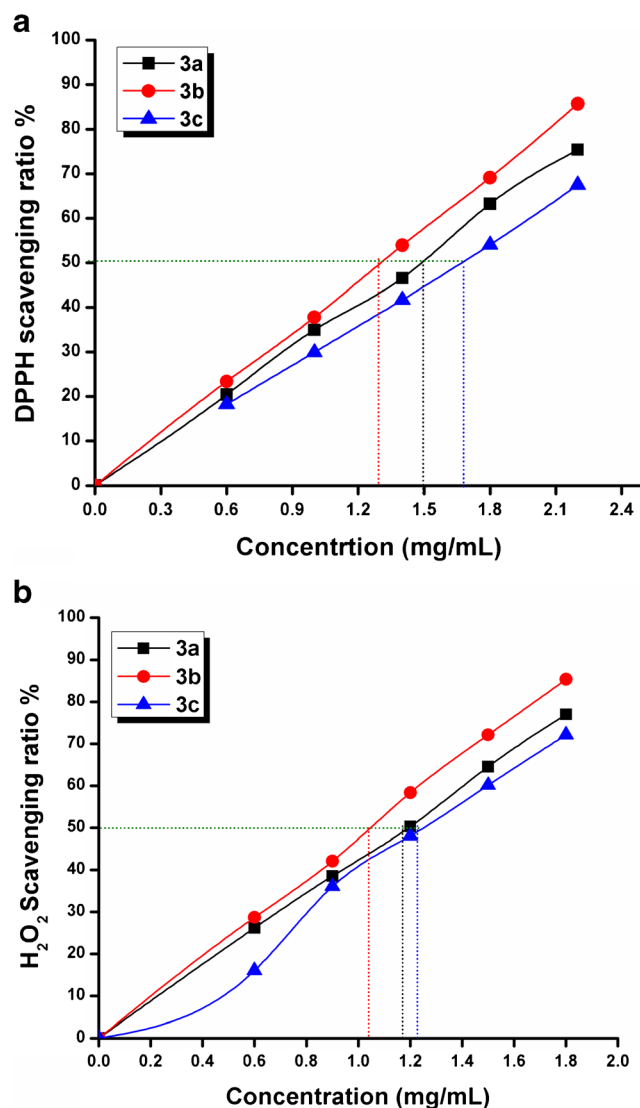 a
100
90
80
70
60
50
40
30
20
10
0
DPPH scavenging ratio %
3a
3b
3c
0.0 0.3 0.6 0.9 1.2 1.5 1.8 2.1 2.4
Concentrtion (mg/mL)
b
100
90
80
70
60
50
40
30
20
10
0
H₂O₂ Scavenging ratio %
3a
3b
3c
0.0 0.2 0.4 0.6 0.8 1.0 1.2 1.4 1.6 1.8 2.0
Concentration (mg/mL)